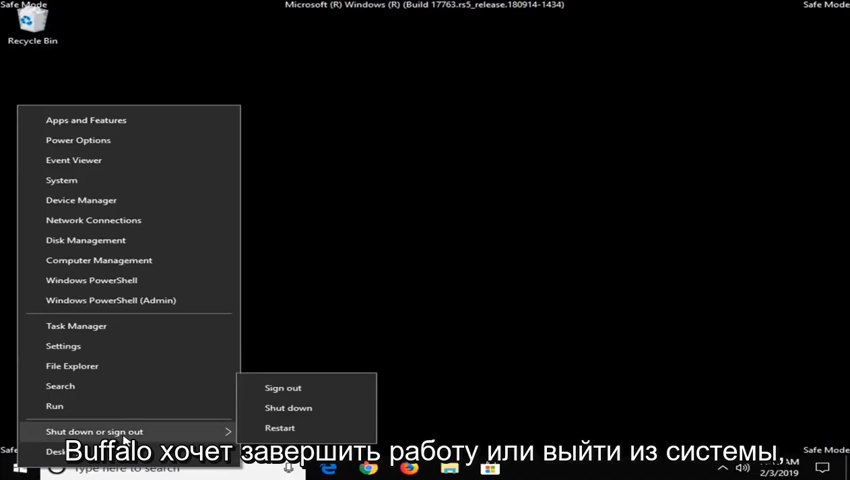 Safe Mode
Microsoft (R) Windows (R) (Build 17763.rs5_release.180914-1434)
Safe Mode
Recycle Bin
Apps and Features
Power Options
Event Viewer
System
Device Manager
Network Connections
Disk Management
Computer Management
Windows PowerShell
Windows PowerShell (Admin)
Task Manager
Settings
File Explorer
Search
Run
Shut down or sign out
Sign out
Shut down
Restart
Buffalo хочет завершить работу или выйти из системы,
2/3/2019